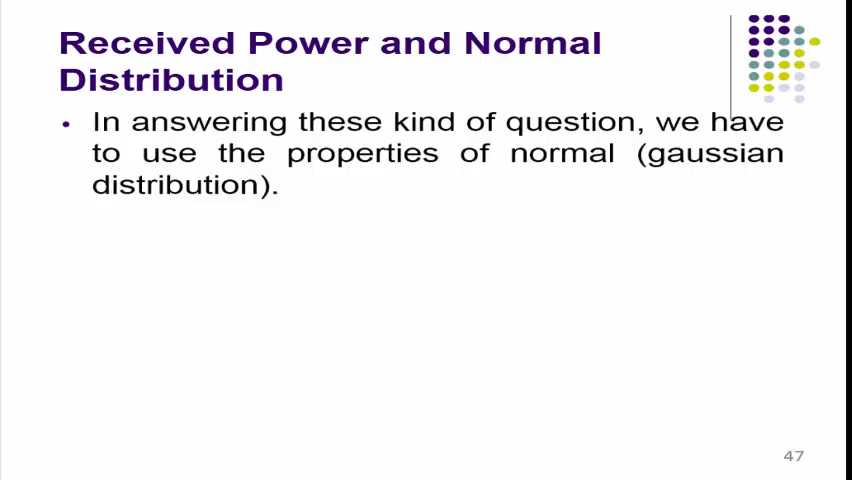 Received Power and Normal
Distribution
• In answering these kind of question, we have
to use the properties of normal (gaussian
distribution).
47